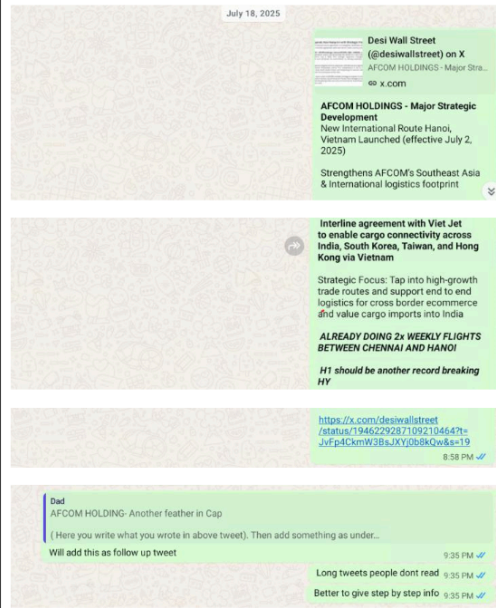 July 18, 2025
Desi Wall Street
(@desiwallstreet) on X
AFCOM HOLDINGS - Major Stra...
x.com
AFCOM HOLDINGS - Major Strategic
Development
New International Route Hanoi,
Vietnam Launched (effective July 2,
2025)
Strengthens AFCOM's Southeast Asia
& International logistics footprint
Interline agreement with Viet Jet
to enable cargo connectivity across
India, South Korea, Taiwan, and Hong
Kong via Vietnam
Strategic Focus: Tap into high-growth
trade routes and support end to end
logistics for cross border ecommerce
and value cargo imports into India
ALREADY DOING 2x WEEKLY FLIGHTS
BETWEEN CHENNAI AND HANOI
H1 should be another record breaking
HY
https://x.com/desiwallstreet
/status/1946229287109210464?t=
JvFp4CkmW3BsJXYj0b8kQw&s=19
8:58 PM
Dad
AFCOM HOLDING- Another feather in Cap
( Here you write what you wrote in above tweet). Then add something as under...
Will add this as follow up tweet
9:35 PM
Long tweets people dont read 9:35 PM
Better to give step by step info 9:35 PM